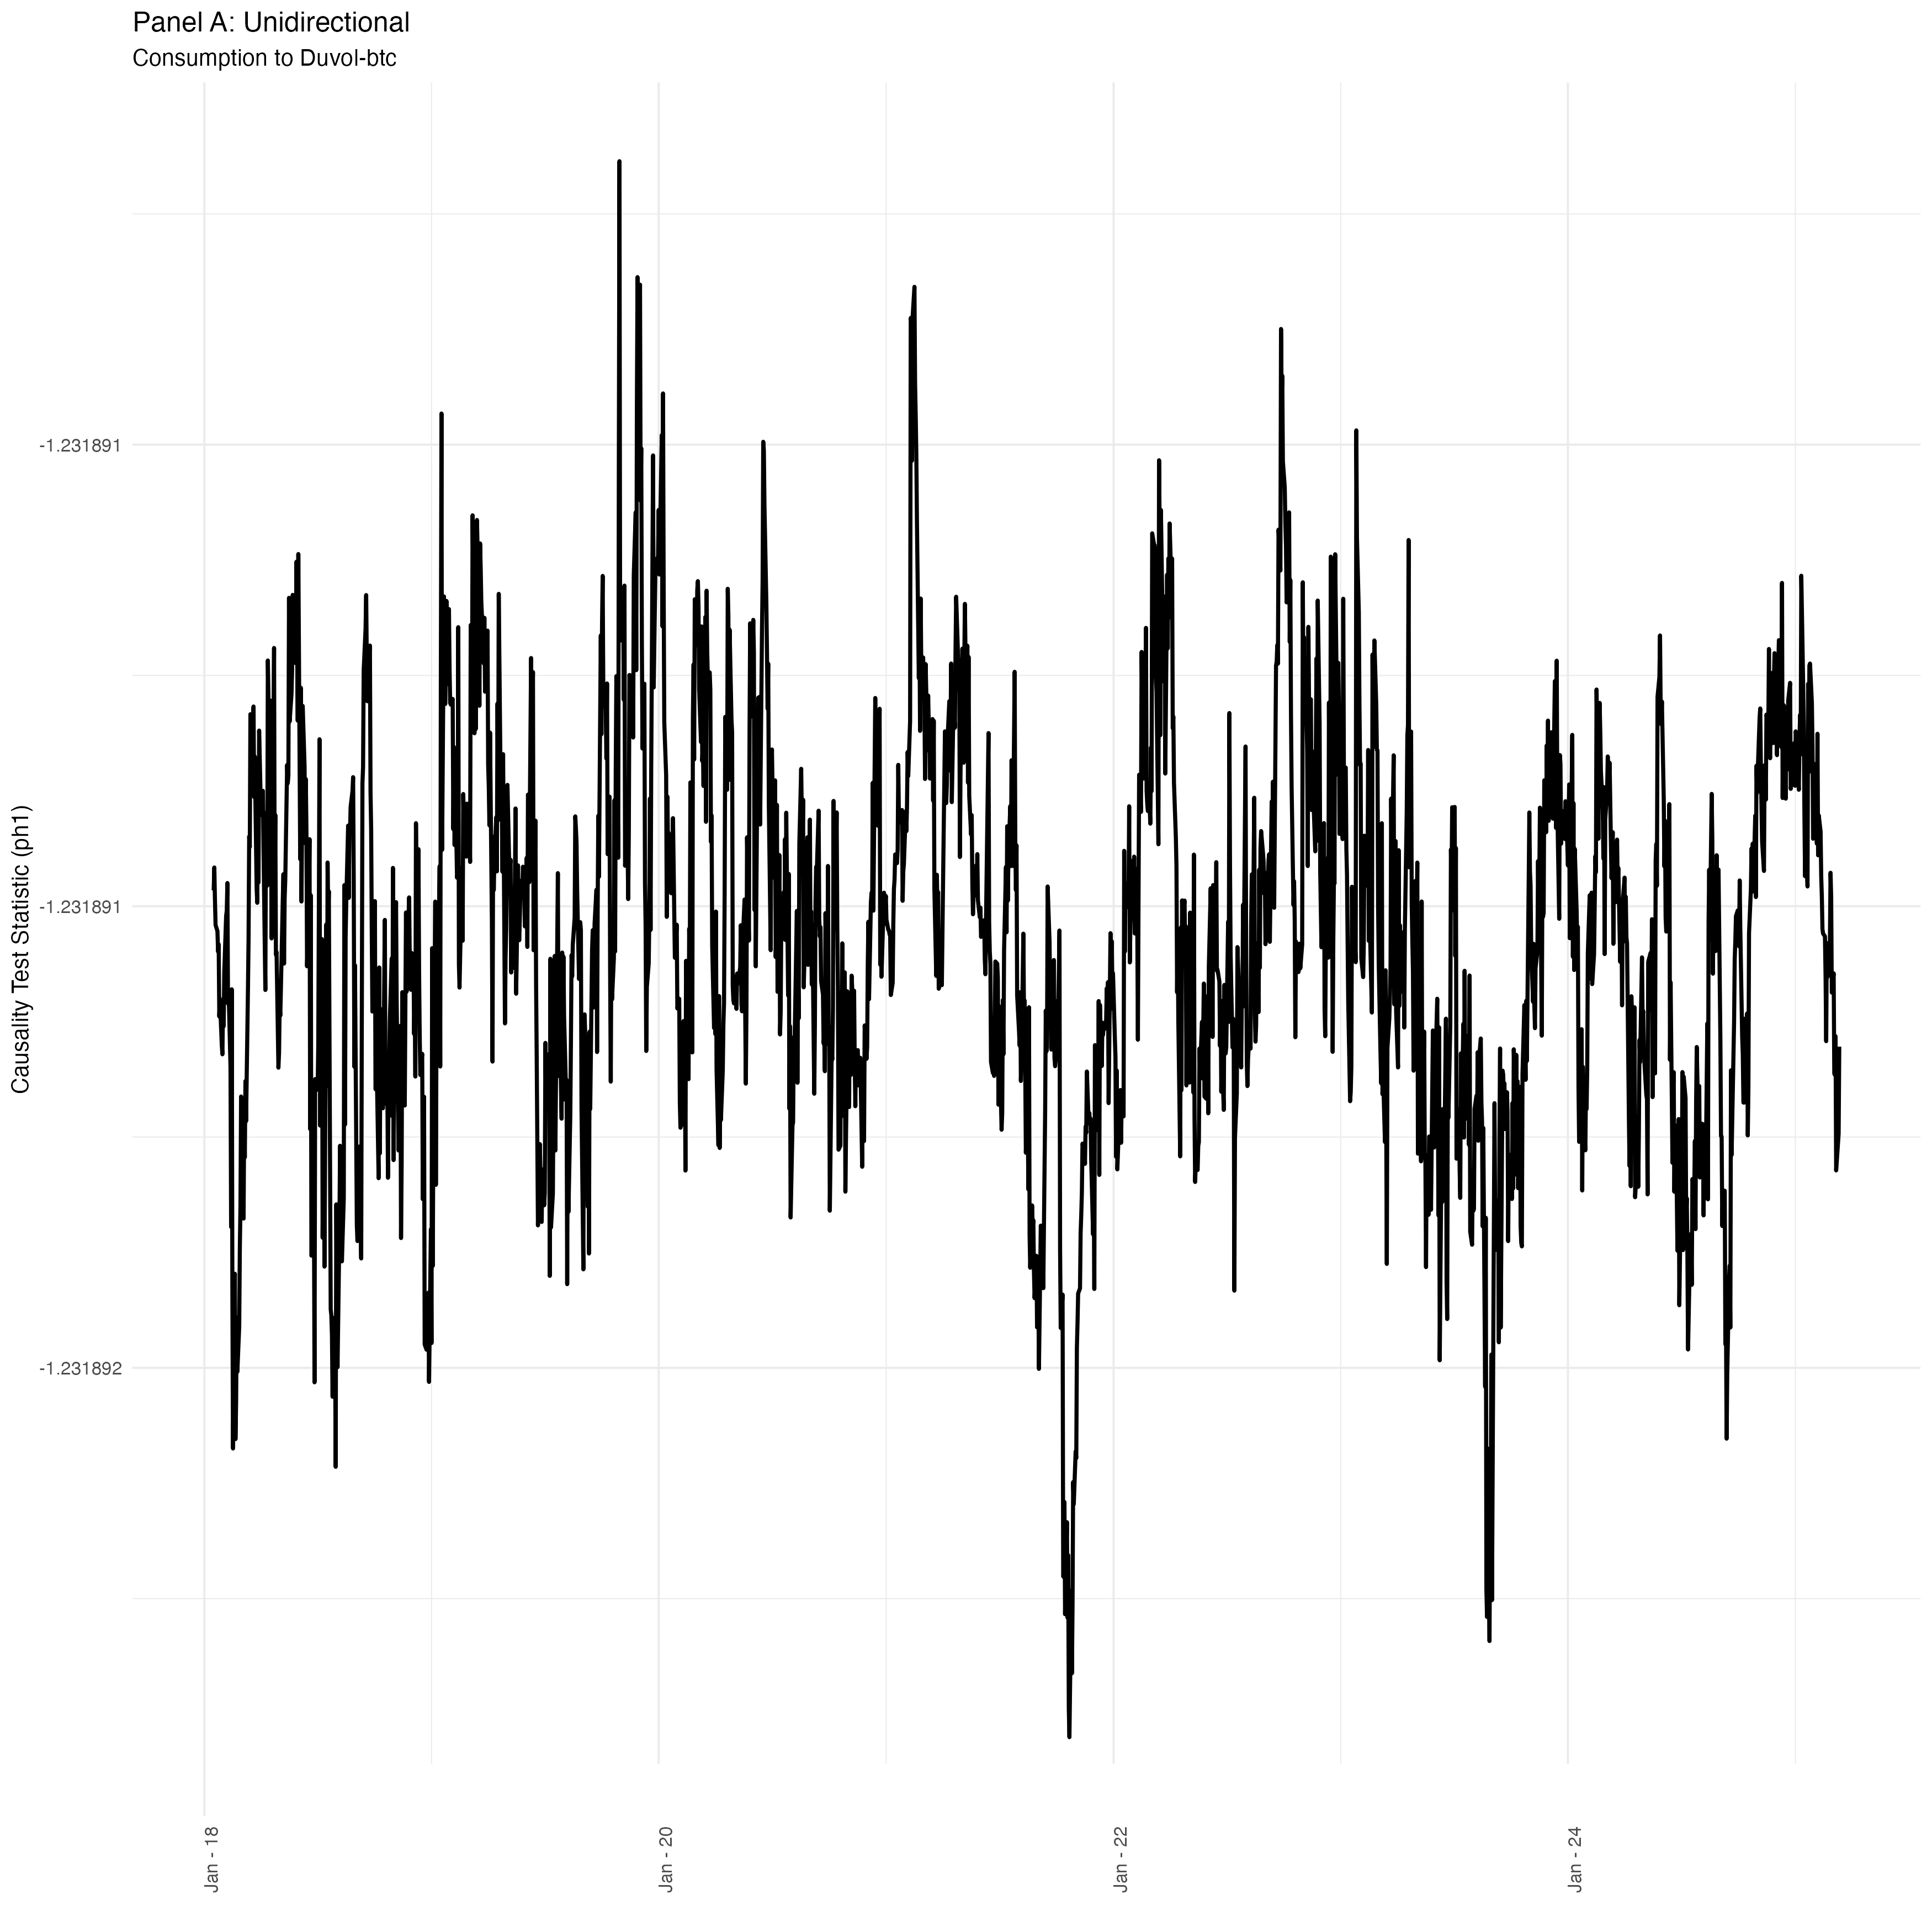 Panel A: Unidirectional
Consumption to Duvol-btc
Causality Test Statistic (ph1)
-1.231891
-1.231891
-1.231892
Jan - 18
Jan - 20
Jan - 22
Jan - 24